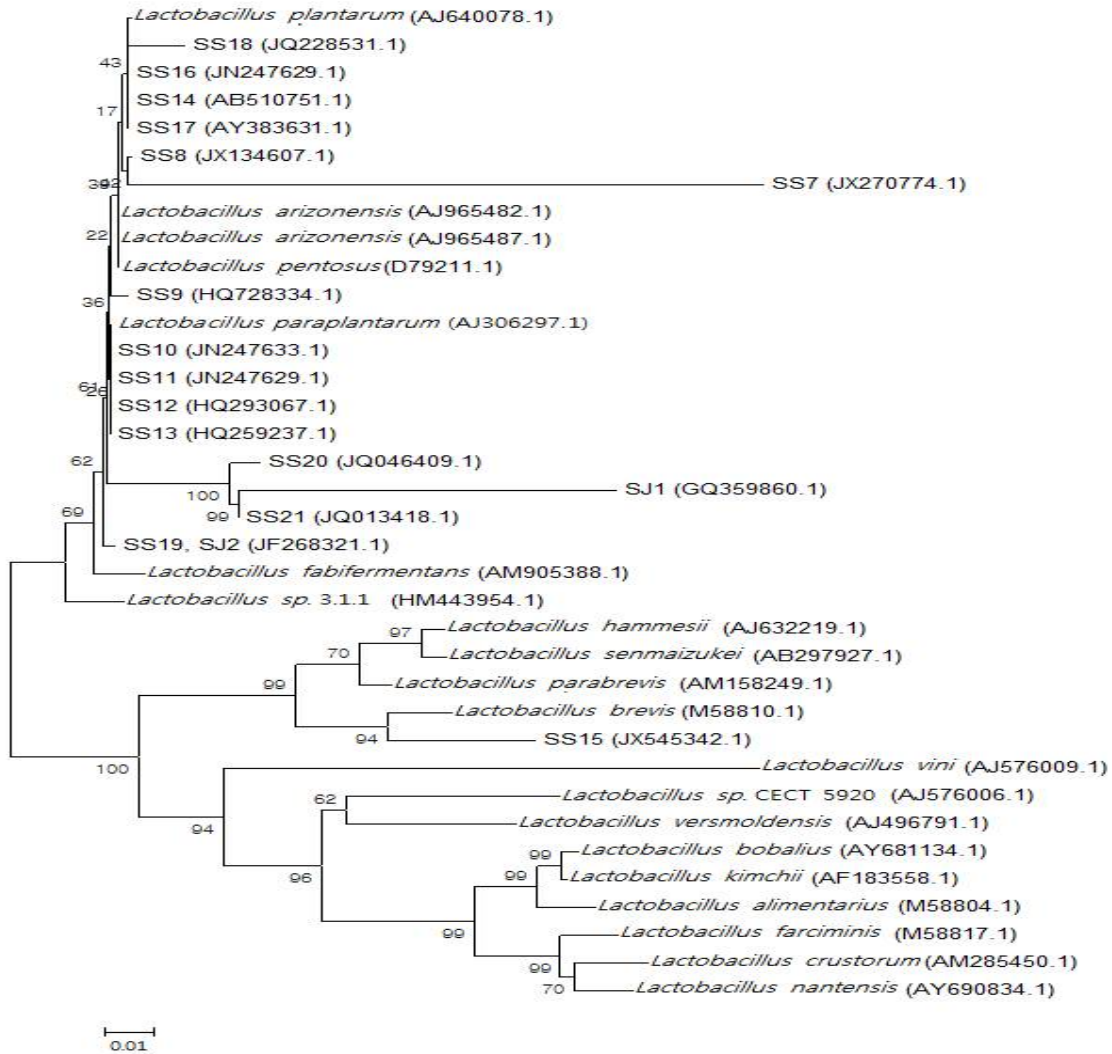 Lactobacillus plantarum (AJ640078.1)
SS18 (JQ228531.1)
43
SS16 (JN247629.1)
SS14 (AB510751.1)
17
SS17 (AY383631.1)
SS8 (JX134607.1)
SS7 (JX270774.1)
Lactobacillus arizonensis (AJ965482.1)
22
Lactobacillus arizonensis (AJ965487.1)
Lactobacillus pentosus(D79211.1)
SS9 (HQ728334.1)
36
Lactobacillus paraplantarum (AJ306297.1)
SS10 (JN247633.1)
SS11 (JN247629.1)
SS12 (HQ293067.1)
SS13 (HQ259237.1)
62
SS20 (JQ046409.1)
100
SJ1 (GQ359860.1)
69
99
SS21 (JQ013418.1)
SS19, SJ2 (JF268321.1)
Lactobacillus fabifermentans (AM905388.1)
Lactobacillus sp. 3.1.1 (HM443954.1)
97
Lactobacillus hammesii (AJ632219.1)
70
Lactobacillus senmaizukei (AB297927.1)
99
Lactobacillus parabrevis (AM158249.1)
Lactobacillus brevis (M58810.1)
94
SS15 (JX545342.1)
100
Lactobacillus vini (AJ576009.1)
62
Lactobacillus sp. CECT 5920 (AJ576006.1)
94
Lactobacillus versmoldensis (AJ496791.1)
99
Lactobacillus bobalius (AY681134.1)
96
99
Lactobacillus kimchii (AF183558.1)
Lactobacillus alimentarius (M58804.1)
99
Lactobacillus farciminis (M58817.1)
99
Lactobacillus crustorum(AM285450.1)
70
Lactobacillus nantensis (AY690834.1)
0.01